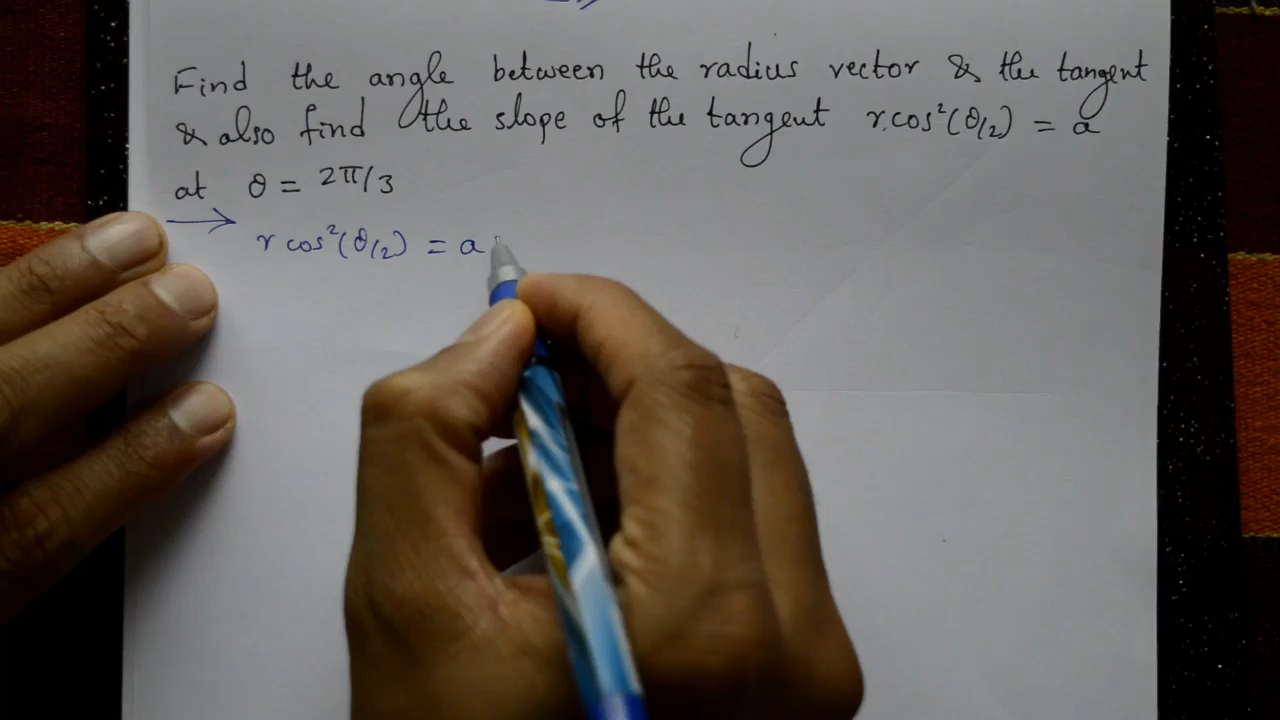 Find the angle between the radius vector & the tangent
& also find the slope of the tangent r.cos²(θ/2) = a
at θ = 2π/3
→ r cos²(θ/2) = a